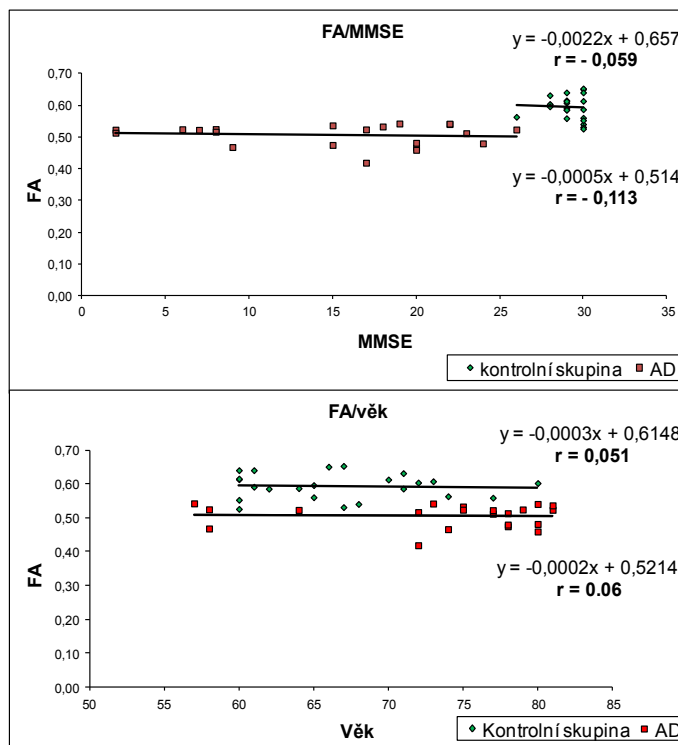 FA/MMSE
y = -0,0022x + 0,657
r = - 0,059
0,70
0,60
0,50
0,40
0,30
0,20
0,10
0,00
FA
y = -0,0005x + 0,514
r = - 0,113
0 5 10 15 20 25 30 35
MMSE
kontrolní skupina AD
FA/věk
y = -0,0003x + 0,6148
r = 0,051
0,70
0,60
0,50
0,40
0,30
0,20
0,10
0,00
FA
y = -0,0002x + 0,5214
r = 0.06
50 55 60 65 70 75 80 85
Věk
Kontrolní skupina AD